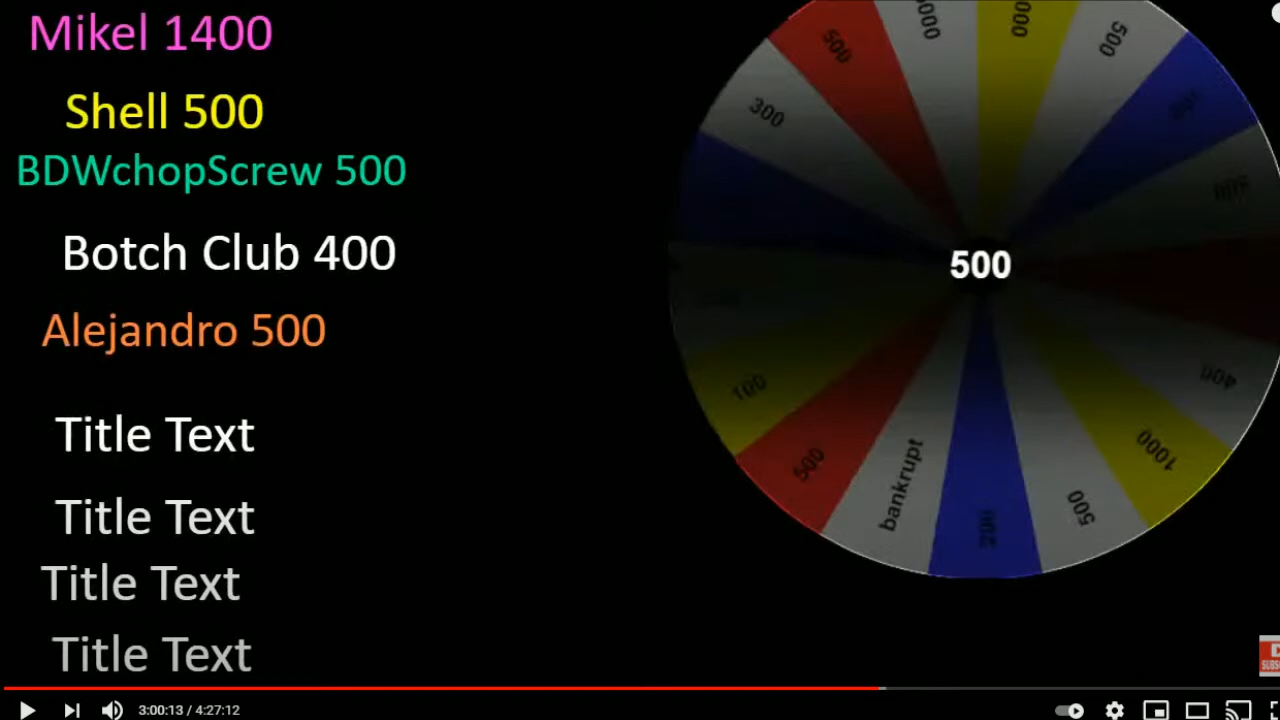 Mikel 1400
Shell 500
BDWchopScrew 500
Botch Club 400
Alejandro 500
Title Text
Title Text
Title Text
Title Text
500
500
300
500
400
1000
500
200
bankrupt
500
100
3:00:13 / 4:27:12